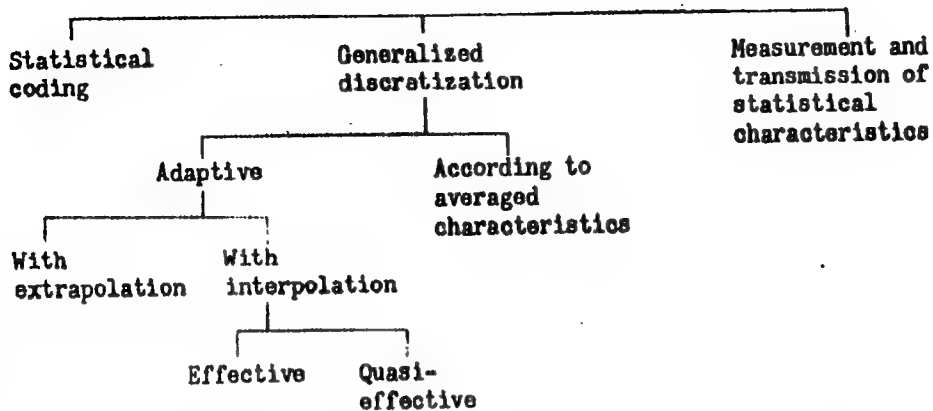 Statistical
coding
Generalized
discretization
Measurement and
transmission of
statistical
characteristics
Adaptive
According to
averaged
characteristics
With
extrapolation
With
interpolation
Effective
Quasi-
effective